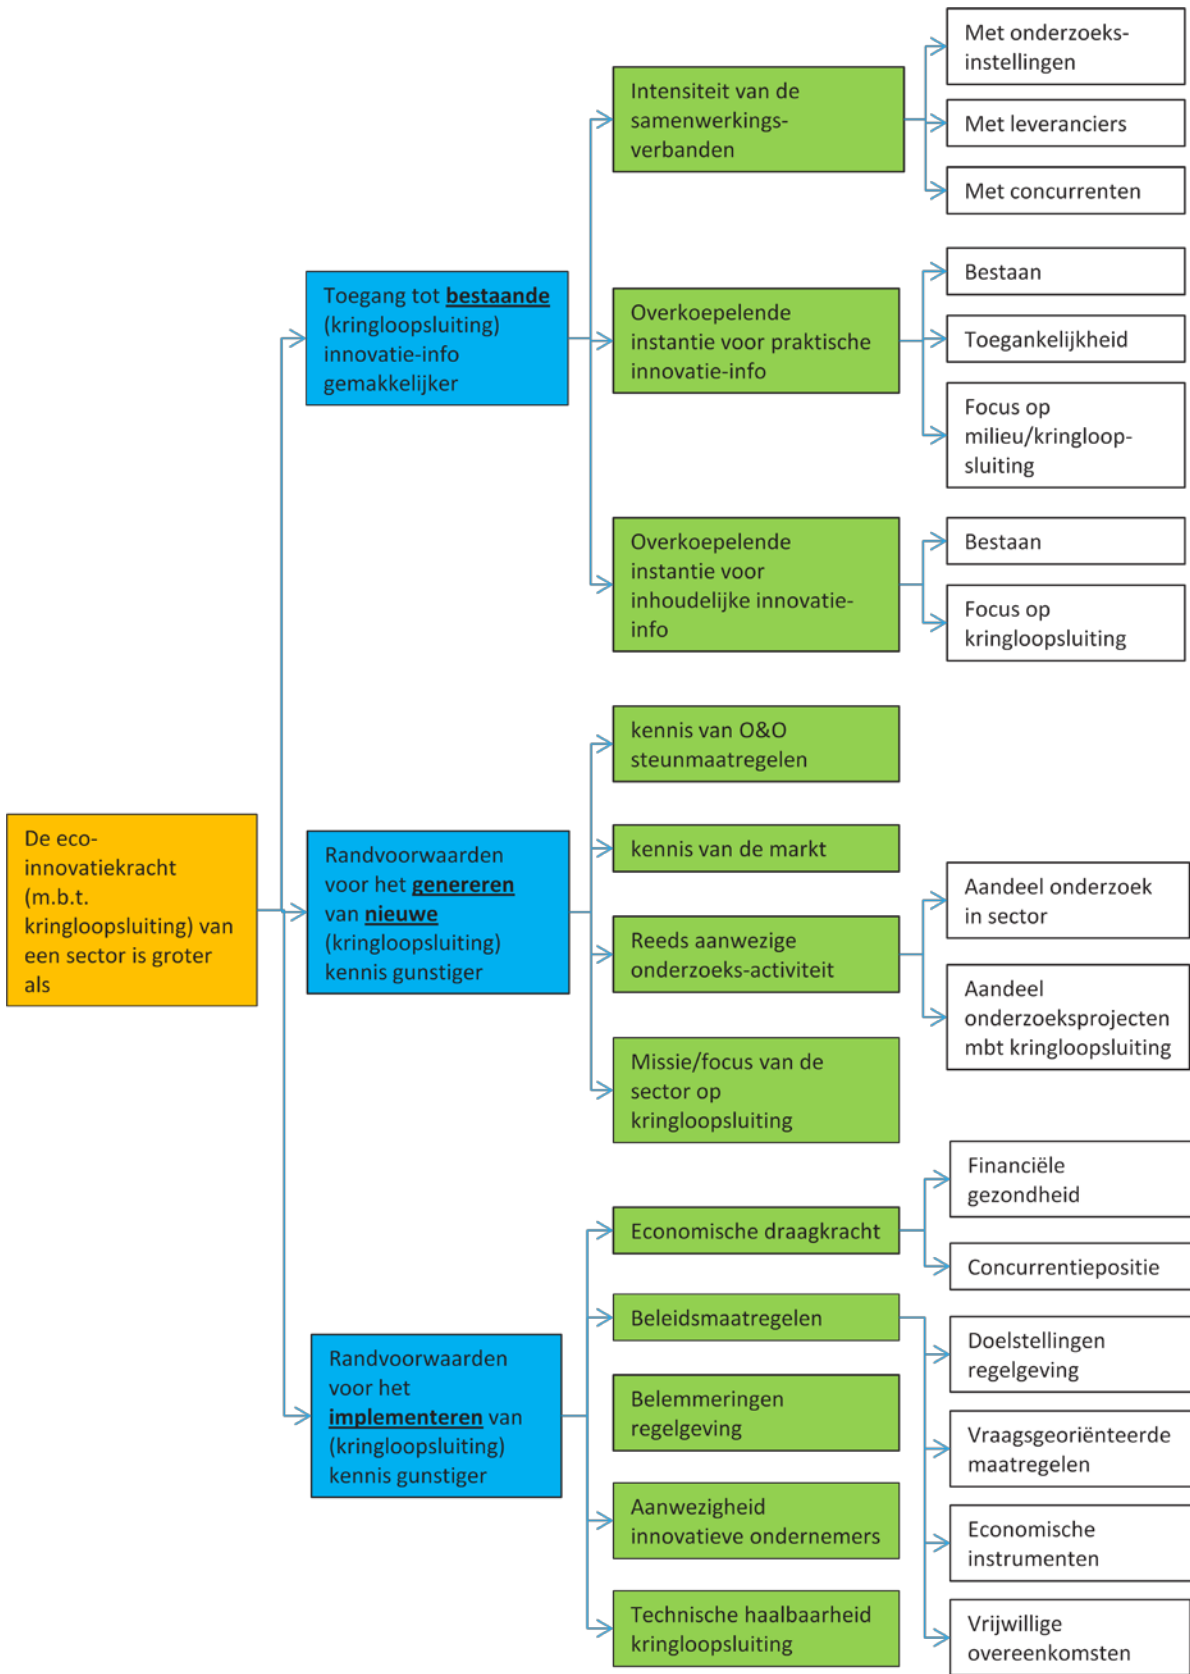 De eco-
innovatiekracht
(m.b.t.
kringloopsluiting) van
een sector is groter
als
Toegang tot bestaande
(kringloopsluiting)
innovatie-info
gemakkelijker
Intensiteit van de
samenwerkings-
verbanden
Met onderzoeks-
instellingen
Met leveranciers
Met concurrenten
Overkoepelende
instantie voor praktische
innovatie-info
Bestaan
Toegankelijkheid
Focus op
milieu/kringloop-
sluiting
Overkoepelende
instantie voor
inhoudelijke innovatie-
info
Bestaan
Focus op
kringloopsluiting
Randvoorwaarden
voor het genereren
van nieuwe
(kringloopsluiting)
kennis gunstiger
kennis van O&O
steunmaatregelen
kennis van de markt
Reeds aanwezige
onderzoeks-activiteit
Aandeel onderzoek
in sector
Aandeel
onderzoeksprojecten
mbt kringloopsluiting
Missie/focus van de
sector op
kringloopsluiting
Randvoorwaarden
voor het
implementeren van
(kringloopsluiting)
kennis gunstiger
Economische draagkracht
Financiële
gezondheid
Concurrentiepositie
Beleidsmaatregelen
Doelstellingen
regelgeving
Vraagsgeoriënteerde
maatregelen
Economische
instrumenten
Vrijwillige
overeenkomsten
Belemmeringen
regelgeving
Aanwezigheid
innovatieve ondernemers
Technische haalbaarheid
kringloopsluiting